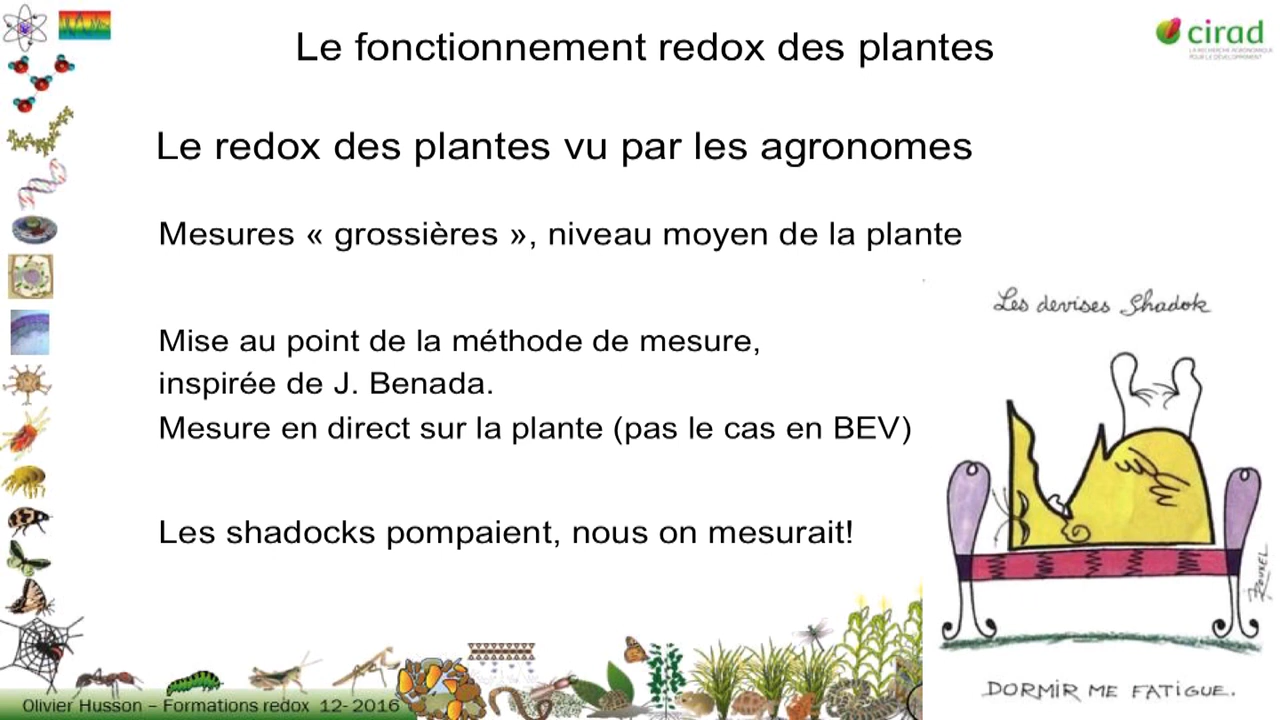 Le fonctionnement redox des plantes
cirad
LA RECHERCHE AGRONOMIQUE
POUR LE DÉVELOPPEMENT
Le redox des plantes vu par les agronomes
Mesures « grossières », niveau moyen de la plante
Les devises Shadok
Mise au point de la méthode de mesure,
inspirée de J. Benada.
Mesure en direct sur la plante (pas le cas en BEV)
Les shadocks pompaient, nous on mesurait!
ROUXEL
DORMIR ME FATIGUE.
Olivier Husson – Formations redox 12- 2016